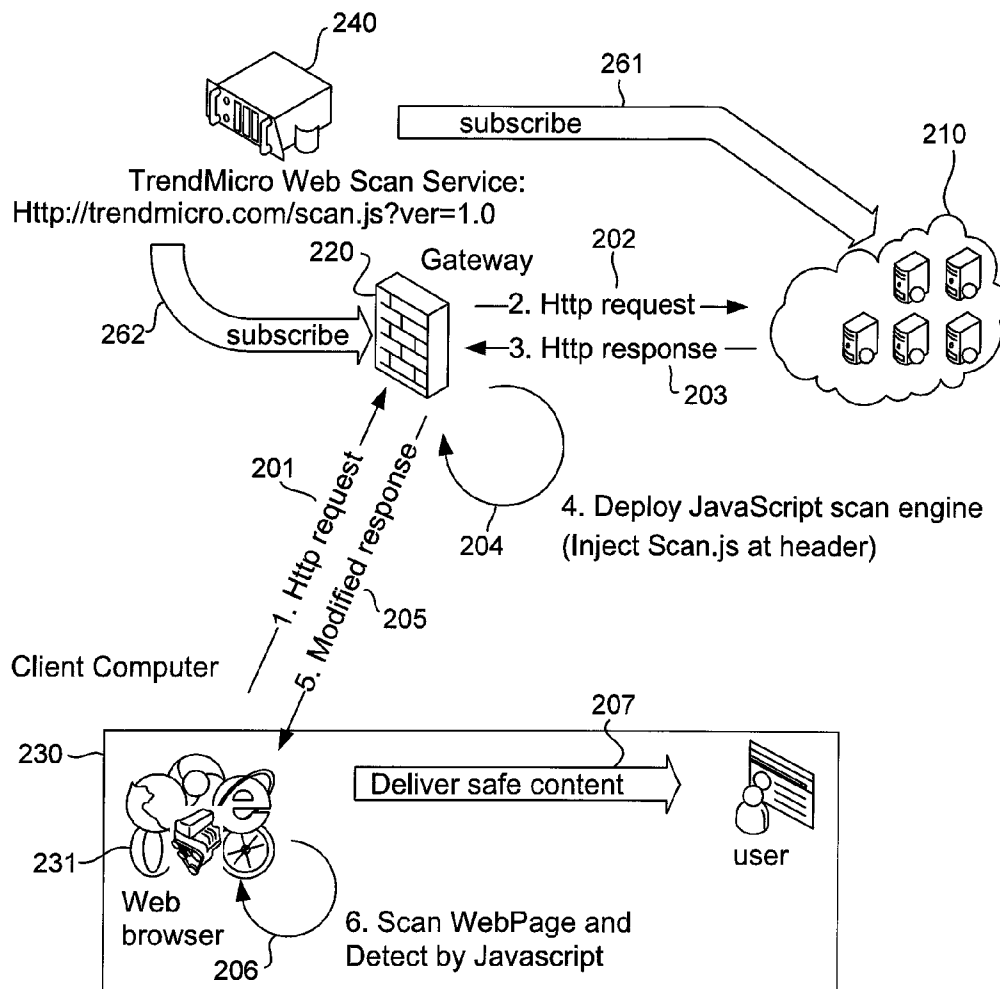 240
261
subscribe
210
TrendMicro Web Scan Service:
Http://trendmicro.com/scan.js?ver=1.0
220
Gateway
202
2. Http request
262
subscribe
3. Http response
203
201
1. Http request
5. Modified response
204
4. Deploy JavaScript scan engine
(Inject Scan.js at header)
205
Client Computer
207
230
Deliver safe content
e
231
user
Web
browser
206
6. Scan WebPage and
Detect by Javascript